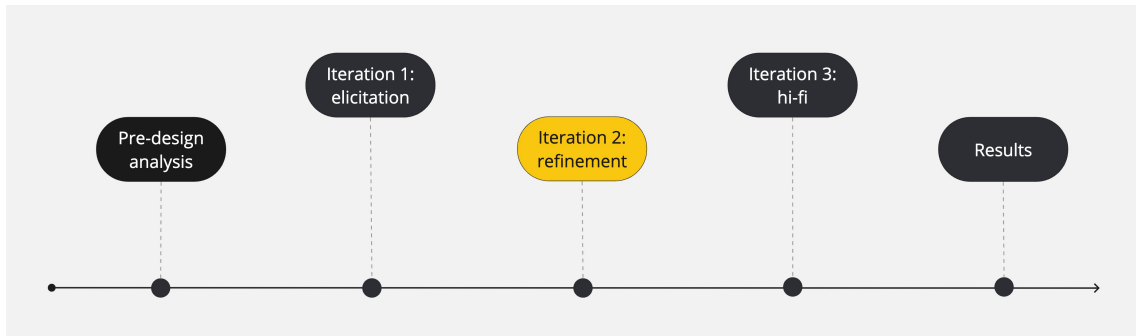 Pre-design
analysis
Iteration 1:
elicitation
Iteration 2:
refinement
Iteration 3:
hi-fi
Results